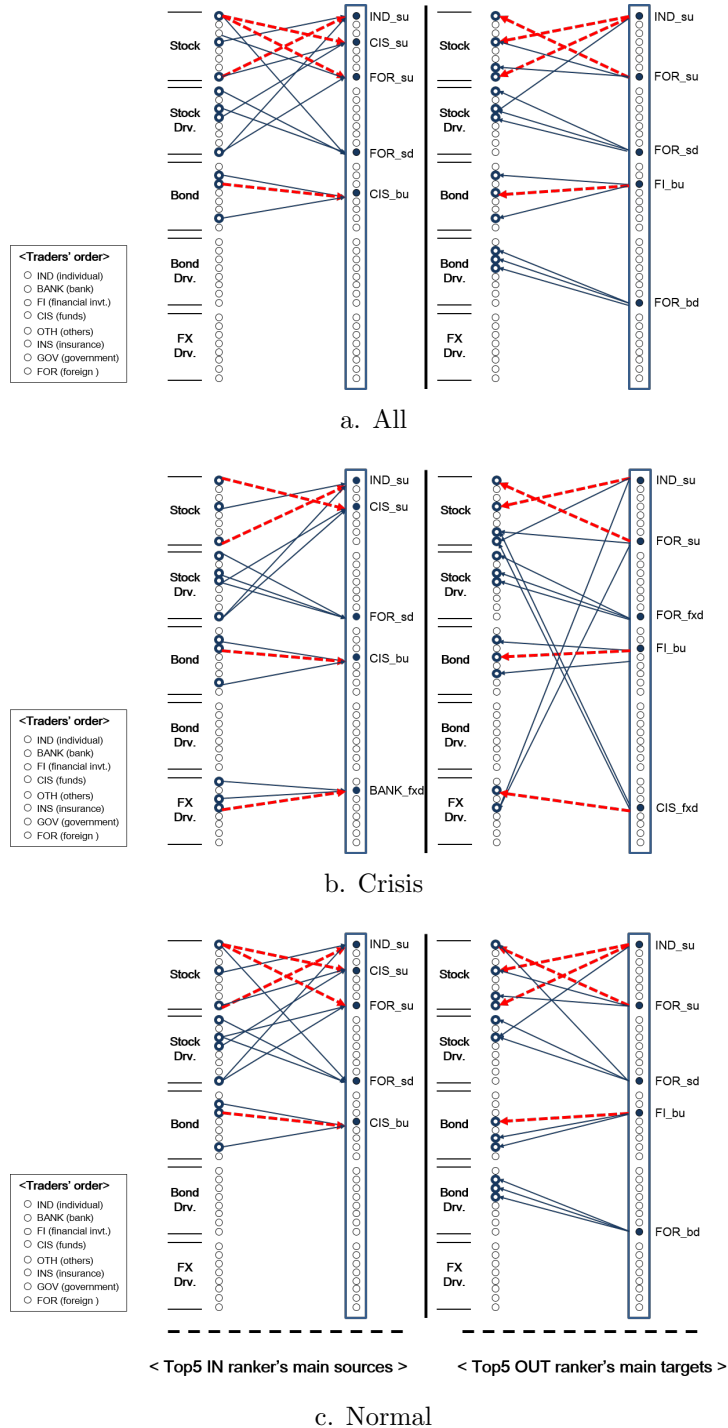 IND_su
CIS_su
FOR_su
FOR_sd
CIS_bu
Stock
Stock
Drv.
Bond
Bond
Drv.
FX
Drv.
IND_su
FOR_su
FOR_sd
FI_bu
FOR_bd
Stock
Stock
Drv.
Bond
Bond
Drv.
FX
Drv.
<Traders' order>
IND (individual)
BANK (bank)
FI (financial invt.)
CIS (funds)
OTH (others)
INS (insurance)
GOV (government)
FOR (foreign )
a. All
IND_su
CIS_su
FOR_sd
CIS_bu
BANK_fxd
Stock
Stock
Drv.
Bond
Bond
Drv.
FX
Drv.
IND_su
FOR_su
FOR_fxd
FI_bu
CIS_fxd
Stock
Stock
Drv.
Bond
Bond
Drv.
FX
Drv.
<Traders' order>
IND (individual)
BANK (bank)
FI (financial invt.)
CIS (funds)
OTH (others)
INS (insurance)
GOV (government)
FOR (foreign )
b. Crisis
IND_su
CIS_su
FOR_su
FOR_sd
CIS_bu
Stock
Stock
Drv.
Bond
Bond
Drv.
FX
Drv.
IND_su
FOR_su
FOR_sd
FI_bu
FOR_bd
Stock
Stock
Drv.
Bond
Bond
Drv.
FX
Drv.
<Traders' order>
IND (individual)
BANK (bank)
FI (financial invt.)
CIS (funds)
OTH (others)
INS (insurance)
GOV (government)
FOR (foreign )
< Top5 IN ranker's main sources >
< Top5 OUT ranker's main targets >
c. Normal